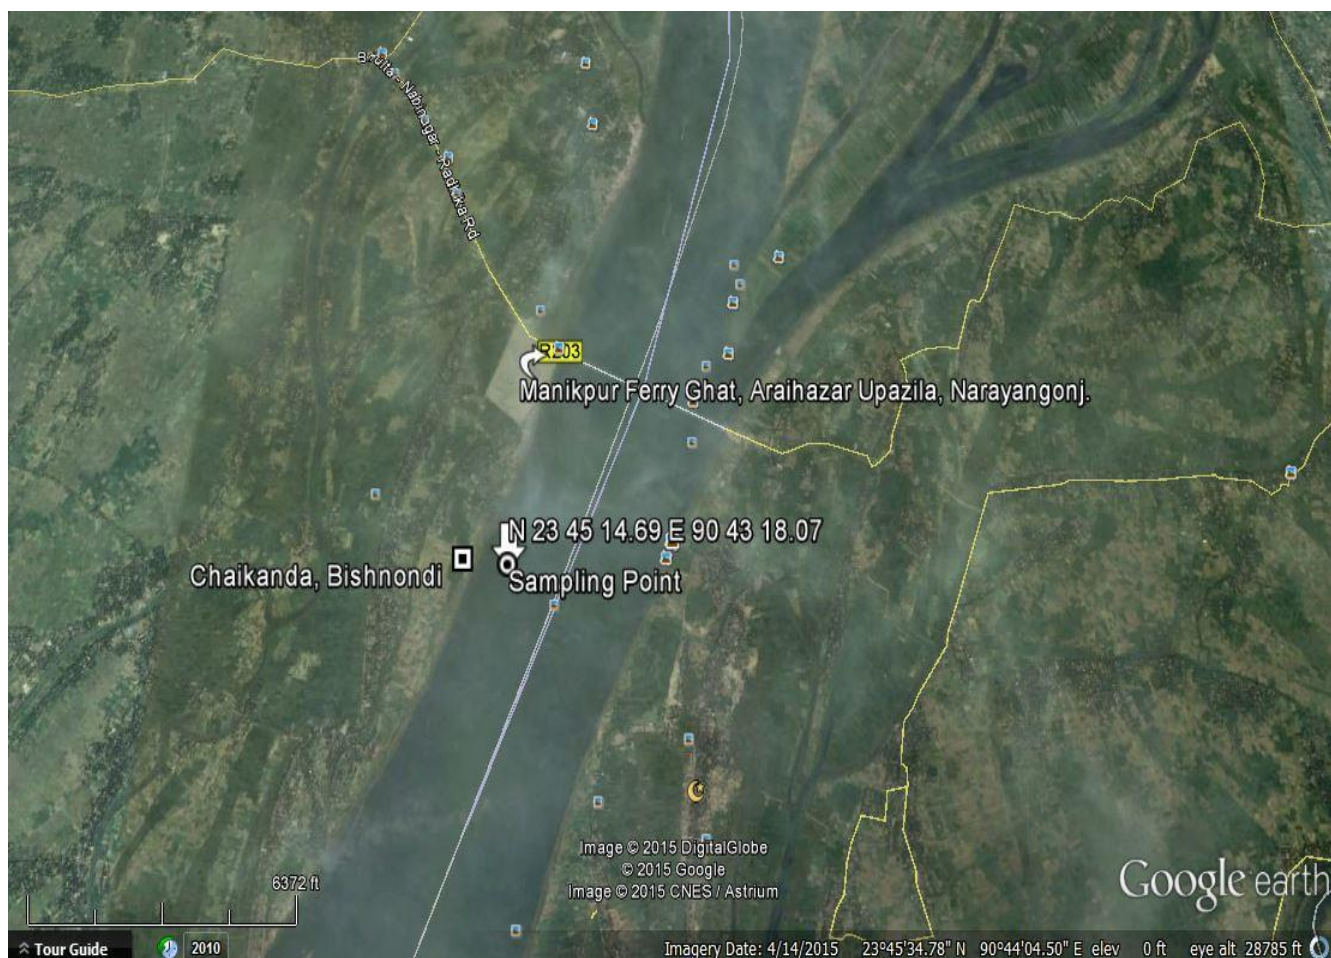 Bhulta - Nabinagar - Radhika Rd
R203
Manikpur Ferry Ghat, Araihazar Upazila, Narayangonj.
N 23 45 14.69 E 90 43 18.07
Chaikanda, Bishnondi
Sampling Point
Image © 2015 DigitalGlobe
© 2015 Google
Image © 2015 CNES / Astrium
6372 ft
Google earth
Tour Guide
2010
Imagery Date: 4/14/2015 23°45'34.78" N 90°44'04.50" E elev 0 ft eye alt 28785 ft